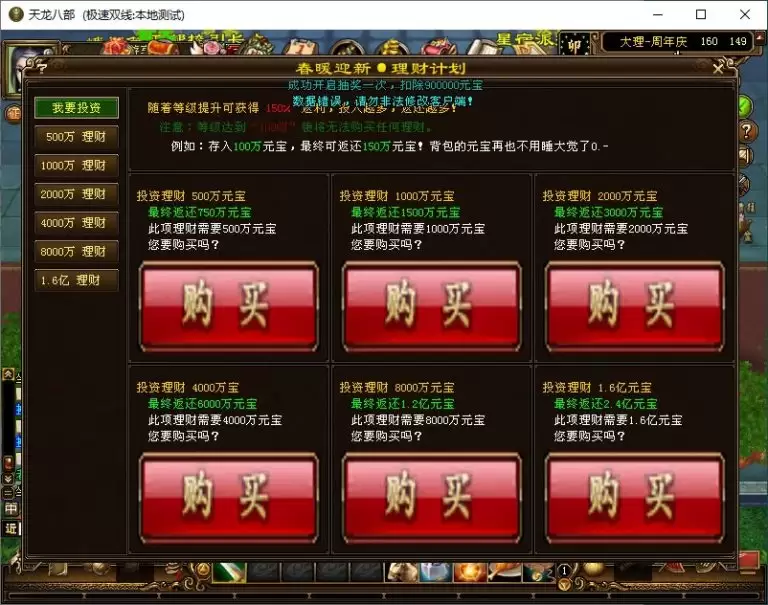 天龙八部 (极速双线:本地测试)
星宿派
大理-周年庆 160 149
春暖迎新●理财计划
成功开启抽奖一次，扣除900000元宝
数据错误，请勿非法修改客户端！
随着等级提升可获得 150%
后将无法购买任何理财。
例如：存入100万元宝，最终可返还150万元宝！背包的元宝再也不用睡大觉了0.-
我要投资
500万 理财
1000万 理财
2000万 理财
4000万 理财
8000万 理财
1.6亿 理财
投资理财 500万元宝
最终返还750万元宝
此项理财需要500万元宝
您要购买吗？
购买
投资理财 1000万元宝
最终返还1500万元宝
此项理财需要1000万元宝
您要购买吗？
购买
投资理财 2000万元宝
最终返还3000万元宝
此项理财需要2000万元宝
您要购买吗？
购买
投资理财 4000万宝
最终返还6000万元宝
此项理财需要4000万元宝
您要购买吗？
购买
投资理财 8000万元宝
最终返还1.2亿元宝
此项理财需要8000万元宝
您要购买吗？
购买
投资理财 1.6亿元宝
最终返还2.4亿元宝
此项理财需要1.6亿元宝
您要购买吗？
购买
近
1